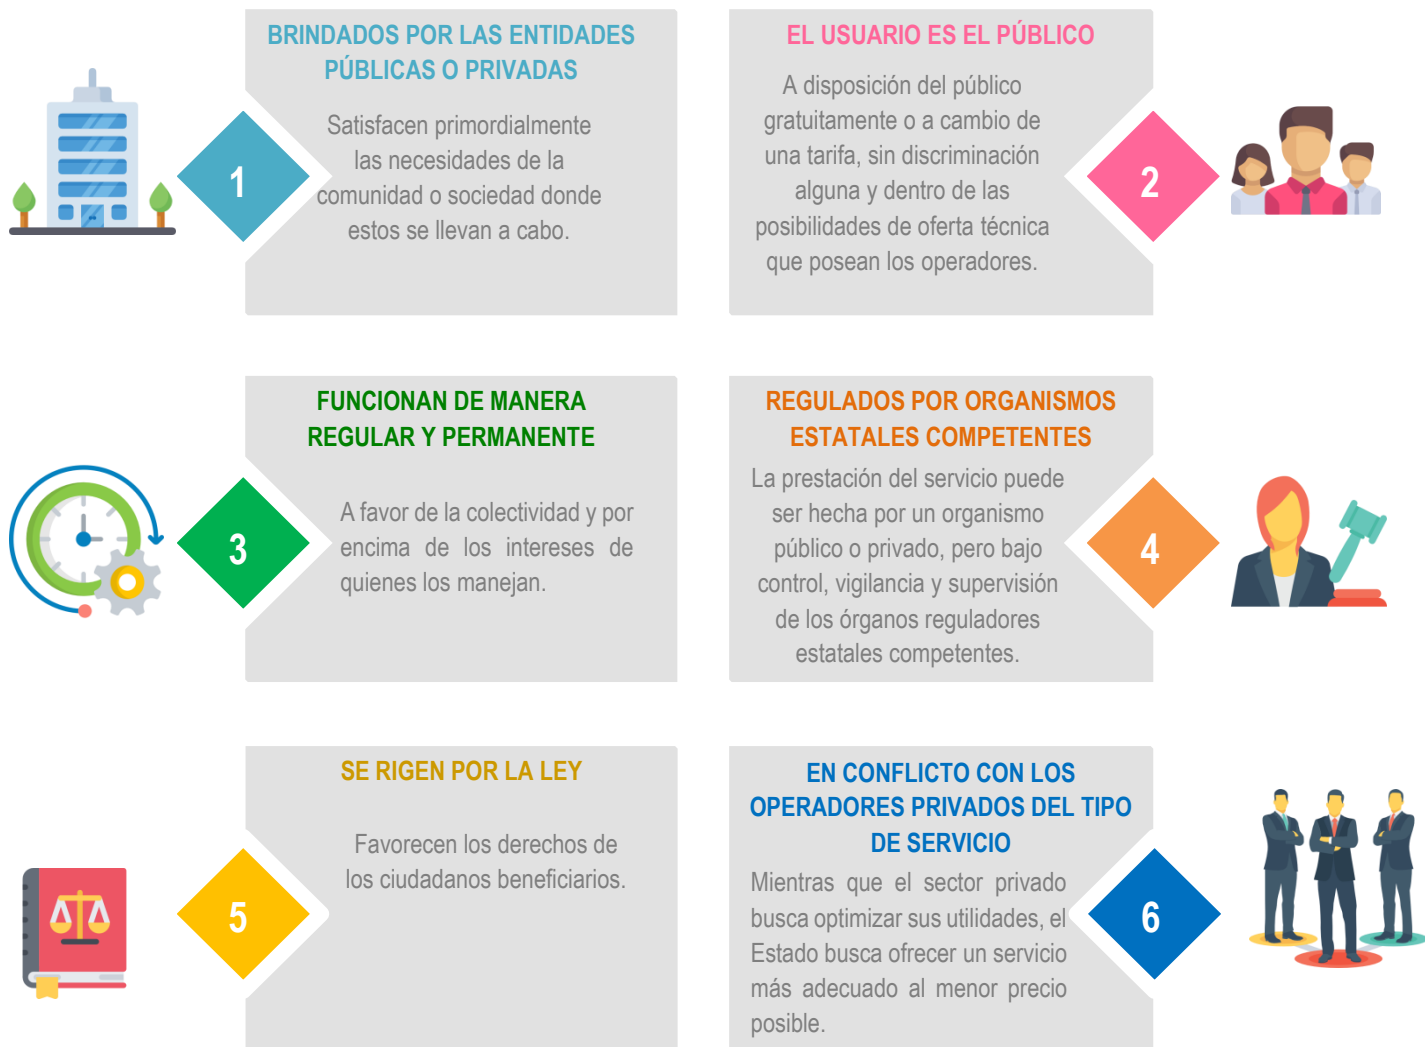 BRINDADOS POR LAS ENTIDADES
PÚBLICAS O PRIVADAS
Satisfacen primordialmente
las necesidades de la
comunidad o sociedad donde
estos se llevan a cabo.
1
EL USUARIO ES EL PÚBLICO
A disposición del público
gratuitamente o a cambio de
una tarifa, sin discriminación
alguna y dentro de las
posibilidades de oferta técnica
que posean los operadores.
2
FUNCIONAN DE MANERA
REGULAR Y PERMANENTE
A favor de la colectividad y por
encima de los intereses de
quienes los manejan.
3
REGULADOS POR ORGANISMOS
ESTATALES COMPETENTES
La prestación del servicio puede
ser hecha por un organismo
público o privado, pero bajo
control, vigilancia y supervisión
de los órganos reguladores
estatales competentes.
4
SE RIGEN POR LA LEY
Favorecen los derechos de
los ciudadanos beneficiarios.
5
EN CONFLICTO CON LOS
OPERADORES PRIVADOS DEL TIPO
DE SERVICIO
Mientras que el sector privado
busca optimizar sus utilidades, el
Estado busca ofrecer un servicio
más adecuado al menor precio
posible.
6